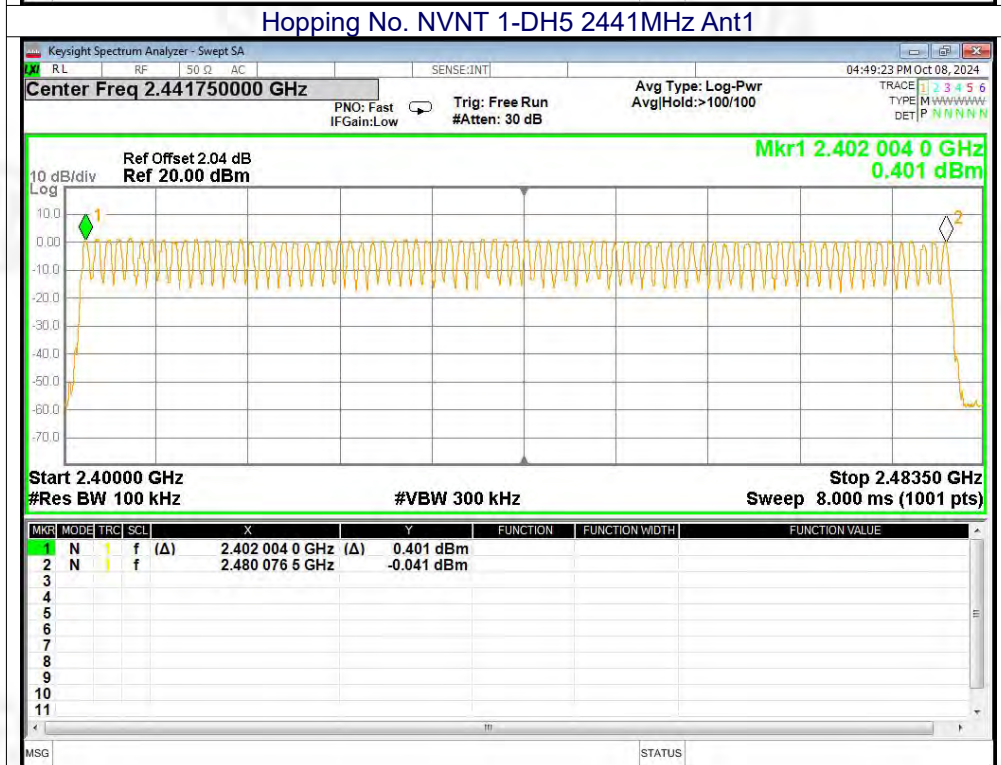 Hopping No. NVNT 1-DH5 2441MHz Ant1
Keysight Spectrum Analyzer - Swept SA
LXI RL RF 50 Ω AC SENSE:INT 04:49:23 PM Oct 08, 2024
Center Freq 2.441750000 GHz
PNO: Fast
IFGain:Low
Trig: Free Run
#Atten: 30 dB
Avg Type: Log-Pwr
Avg|Hold:>100/100
TRACE 1 2 3 4 5 6
TYPE M WWWWW
DET P N N N N N
Mkr1 2.402 004 0 GHz
0.401 dBm
Ref Offset 2.04 dB
10 dB/div Ref 20.00 dBm
Log
10.0
0.00
-10.0
-20.0
-30.0
-40.0
-50.0
-60.0
-70.0
1
2
Start 2.40000 GHz Stop 2.48350 GHz
#Res BW 100 kHz #VBW 300 kHz Sweep 8.000 ms (1001 pts)
MKR MODE TRC SCL X Y FUNCTION FUNCTION WIDTH FUNCTION VALUE
1 N 1 f (Δ) 2.402 004 0 GHz (Δ) 0.401 dBm
2 N 1 f 2.480 076 5 GHz -0.041 dBm
3
4
5
6
7
8
9
10
11
MSG STATUS